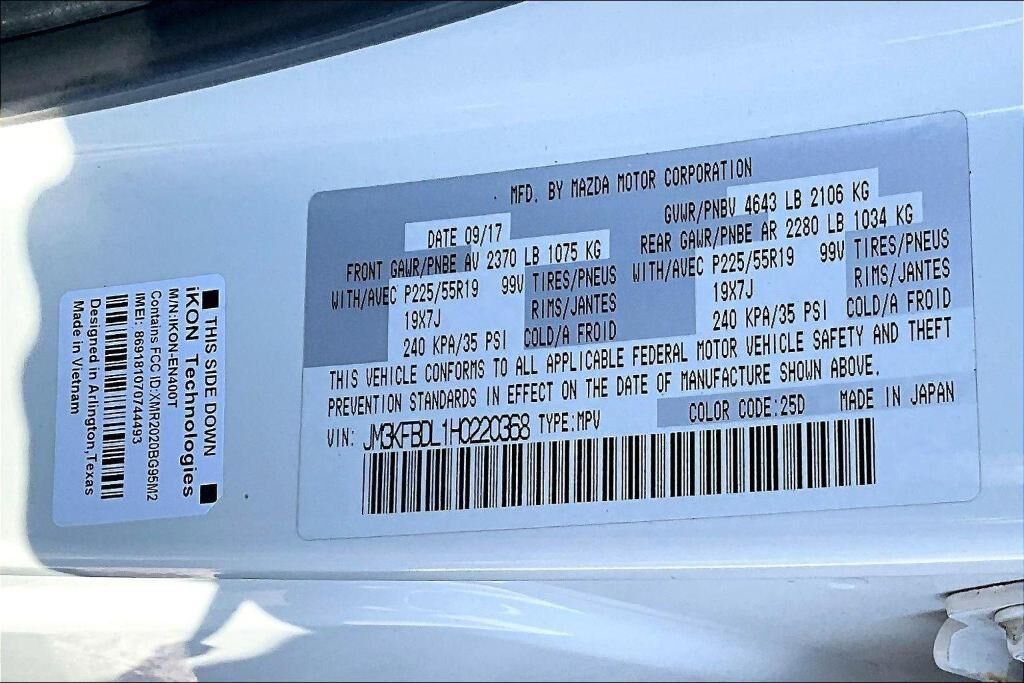 MFD. BY MAZDA MOTOR CORPORATION
DATE 09/17
GVWR/PNBV 4643 LB 2106 KG
FRONT GAWR/PNBE AV 2370 LB 1075 KG
REAR GAWR/PNBE AR 2280 LB 1034 KG
WITH/AVEC P225/55R19 99V TIRES/PNEUS
WITH/AVEC P225/55R19 99V TIRES/PNEUS
19X7J RIMS/JANTES
19X7J RIMS/JANTES
240 KPA/35 PSI COLD/A FROID
240 KPA/35 PSI COLD/A FROID
THIS VEHICLE CONFORMS TO ALL APPLICABLE FEDERAL MOTOR VEHICLE SAFETY AND THEFT
PREVENTION STANDARDS IN EFFECT ON THE DATE OF MANUFACTURE SHOWN ABOVE.
COLOR CODE:25D MADE IN JAPAN
VIN: JM3KFBDL1H0220368 TYPE:MPV
THIS SIDE DOWN
iKON Technologies
M/N:IKON-EN400T
Contains FCC ID:XMR2020BG95M2
IMEI: 869181070744493
Designed in Arlington,Texas
Made in Vietnam